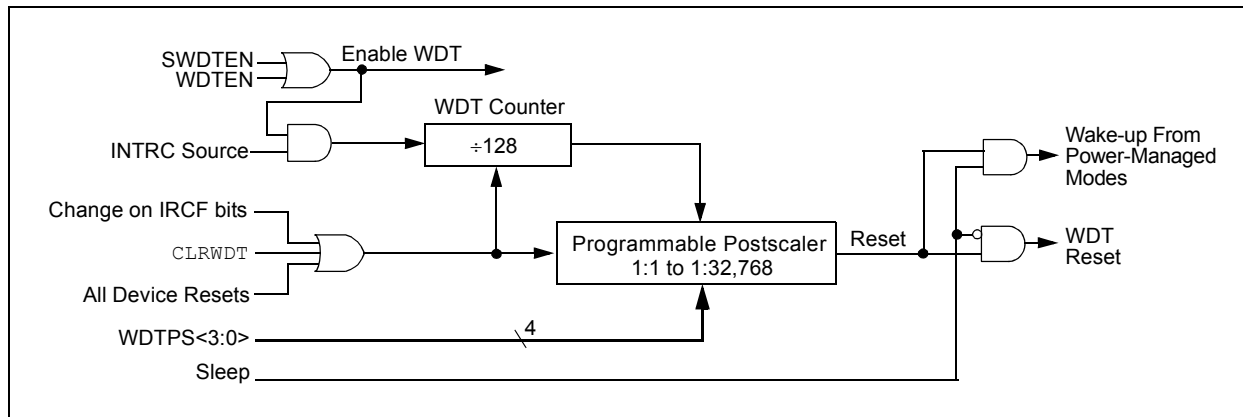 SWDTEN
WDTEN
Enable WDT
WDT Counter
INTRC Source
÷128
Wake-up From
Power-Managed
Modes
Change on IRCF bits
CLRWDT
All Device Resets
Programmable Postscaler
1:1 to 1:32,768
Reset
WDT
Reset
WDTPS<3:0>
4
Sleep